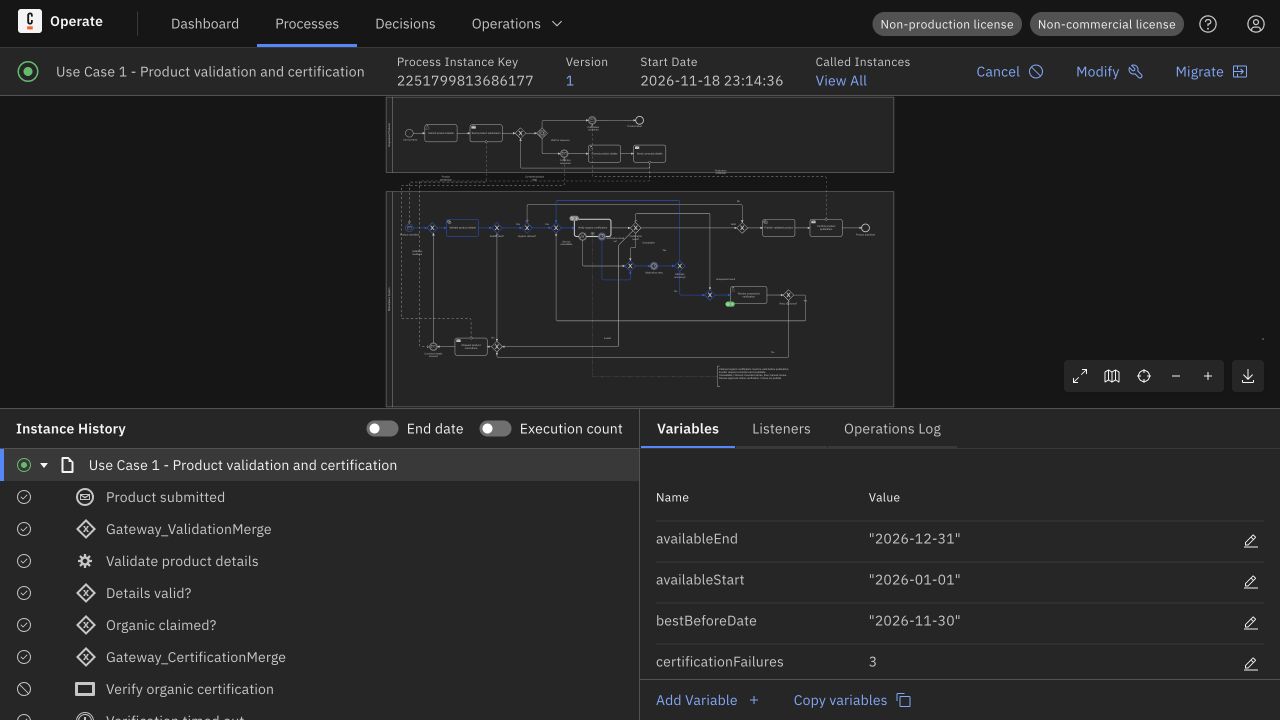 Operate
Dashboard
Processes
Decisions
Operations
Non-production license
Non-commercial license
Use Case 1 - Product validation and certification
Process Instance Key
2251799813686177
Version
1
Start Date
2026-11-18 23:14:36
Called Instances
View All
Cancel
Modify
Migrate
Instance History
End date
Execution count
Use Case 1 - Product validation and certification
Product submitted
Gateway_ValidationMerge
Validate product details
Details valid?
Organic claimed?
Gateway_CertificationMerge
Verify organic certification
Verification timed out
Variables
Listeners
Operations Log
Name
Value
availableEnd
"2026-12-31"
availableStart
"2026-01-01"
bestBeforeDate
"2026-11-30"
certificationFailures
3
Add Variable +
Copy variables